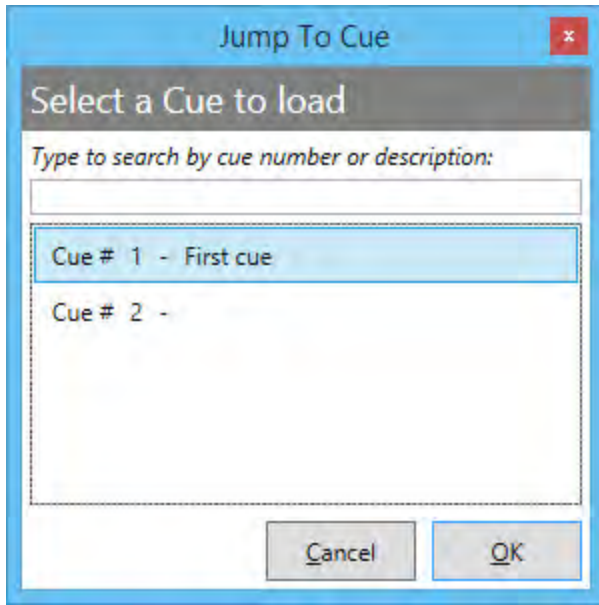 Jump To Cue
x
Select a Cue to load
Type to search by cue number or description:
Cue # 1 - First cue
Cue # 2 -
Cancel OK